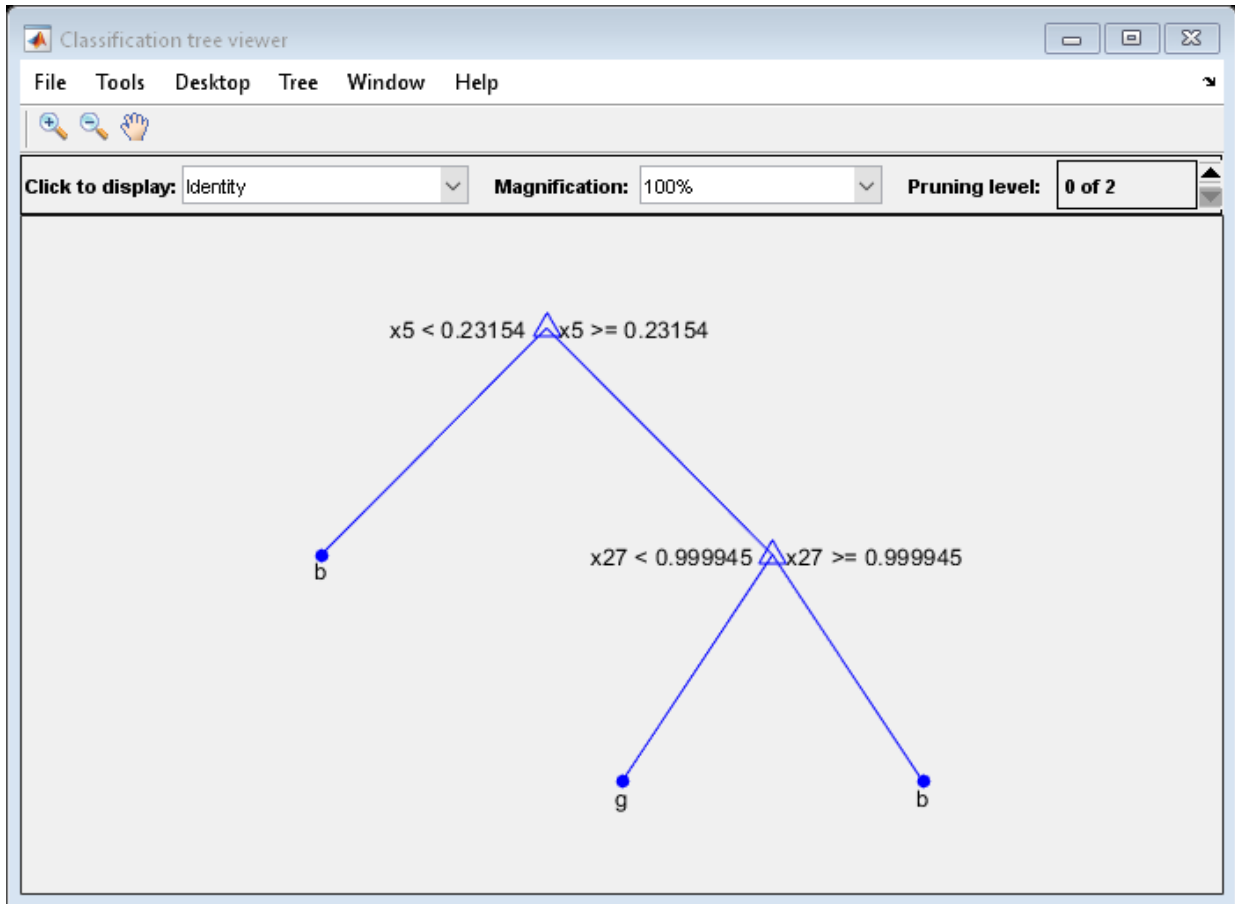 Classification tree viewer
File Tools Desktop Tree Window Help
Click to display: Identity Magnification: 100% Pruning level: 0 of 2
x5 < 0.23154 x5 >= 0.23154
b x27 < 0.999945 x27 >= 0.999945
g b